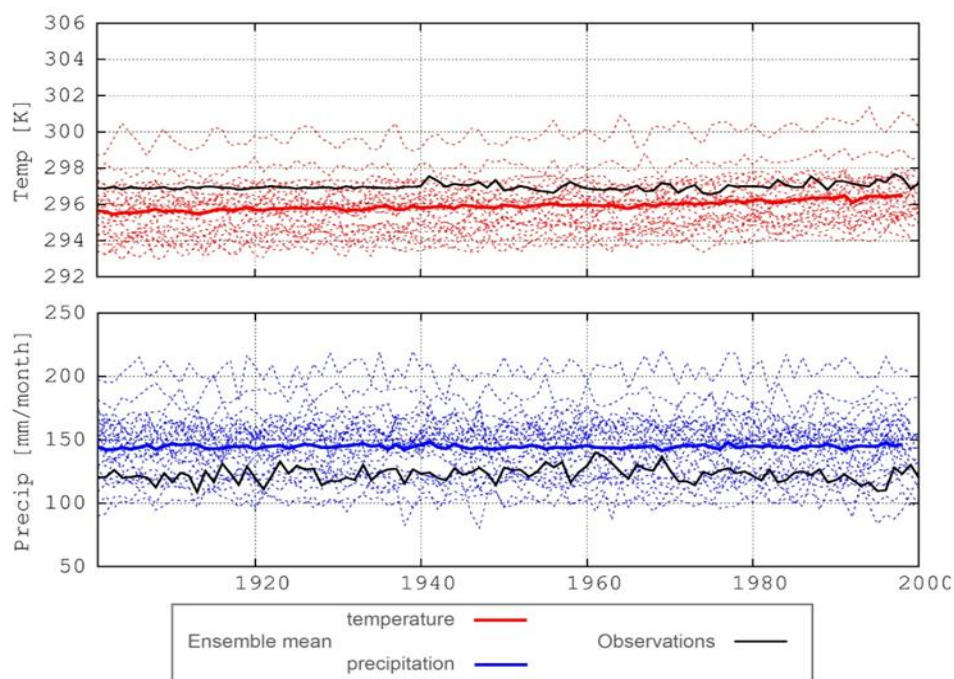 306
304
302
300
298
296
294
292
Temp [K]
250
200
150
100
50
Precip [mm/month]
1920 1940 1960 1980 2000
temperature
Ensemble mean Observations
precipitation